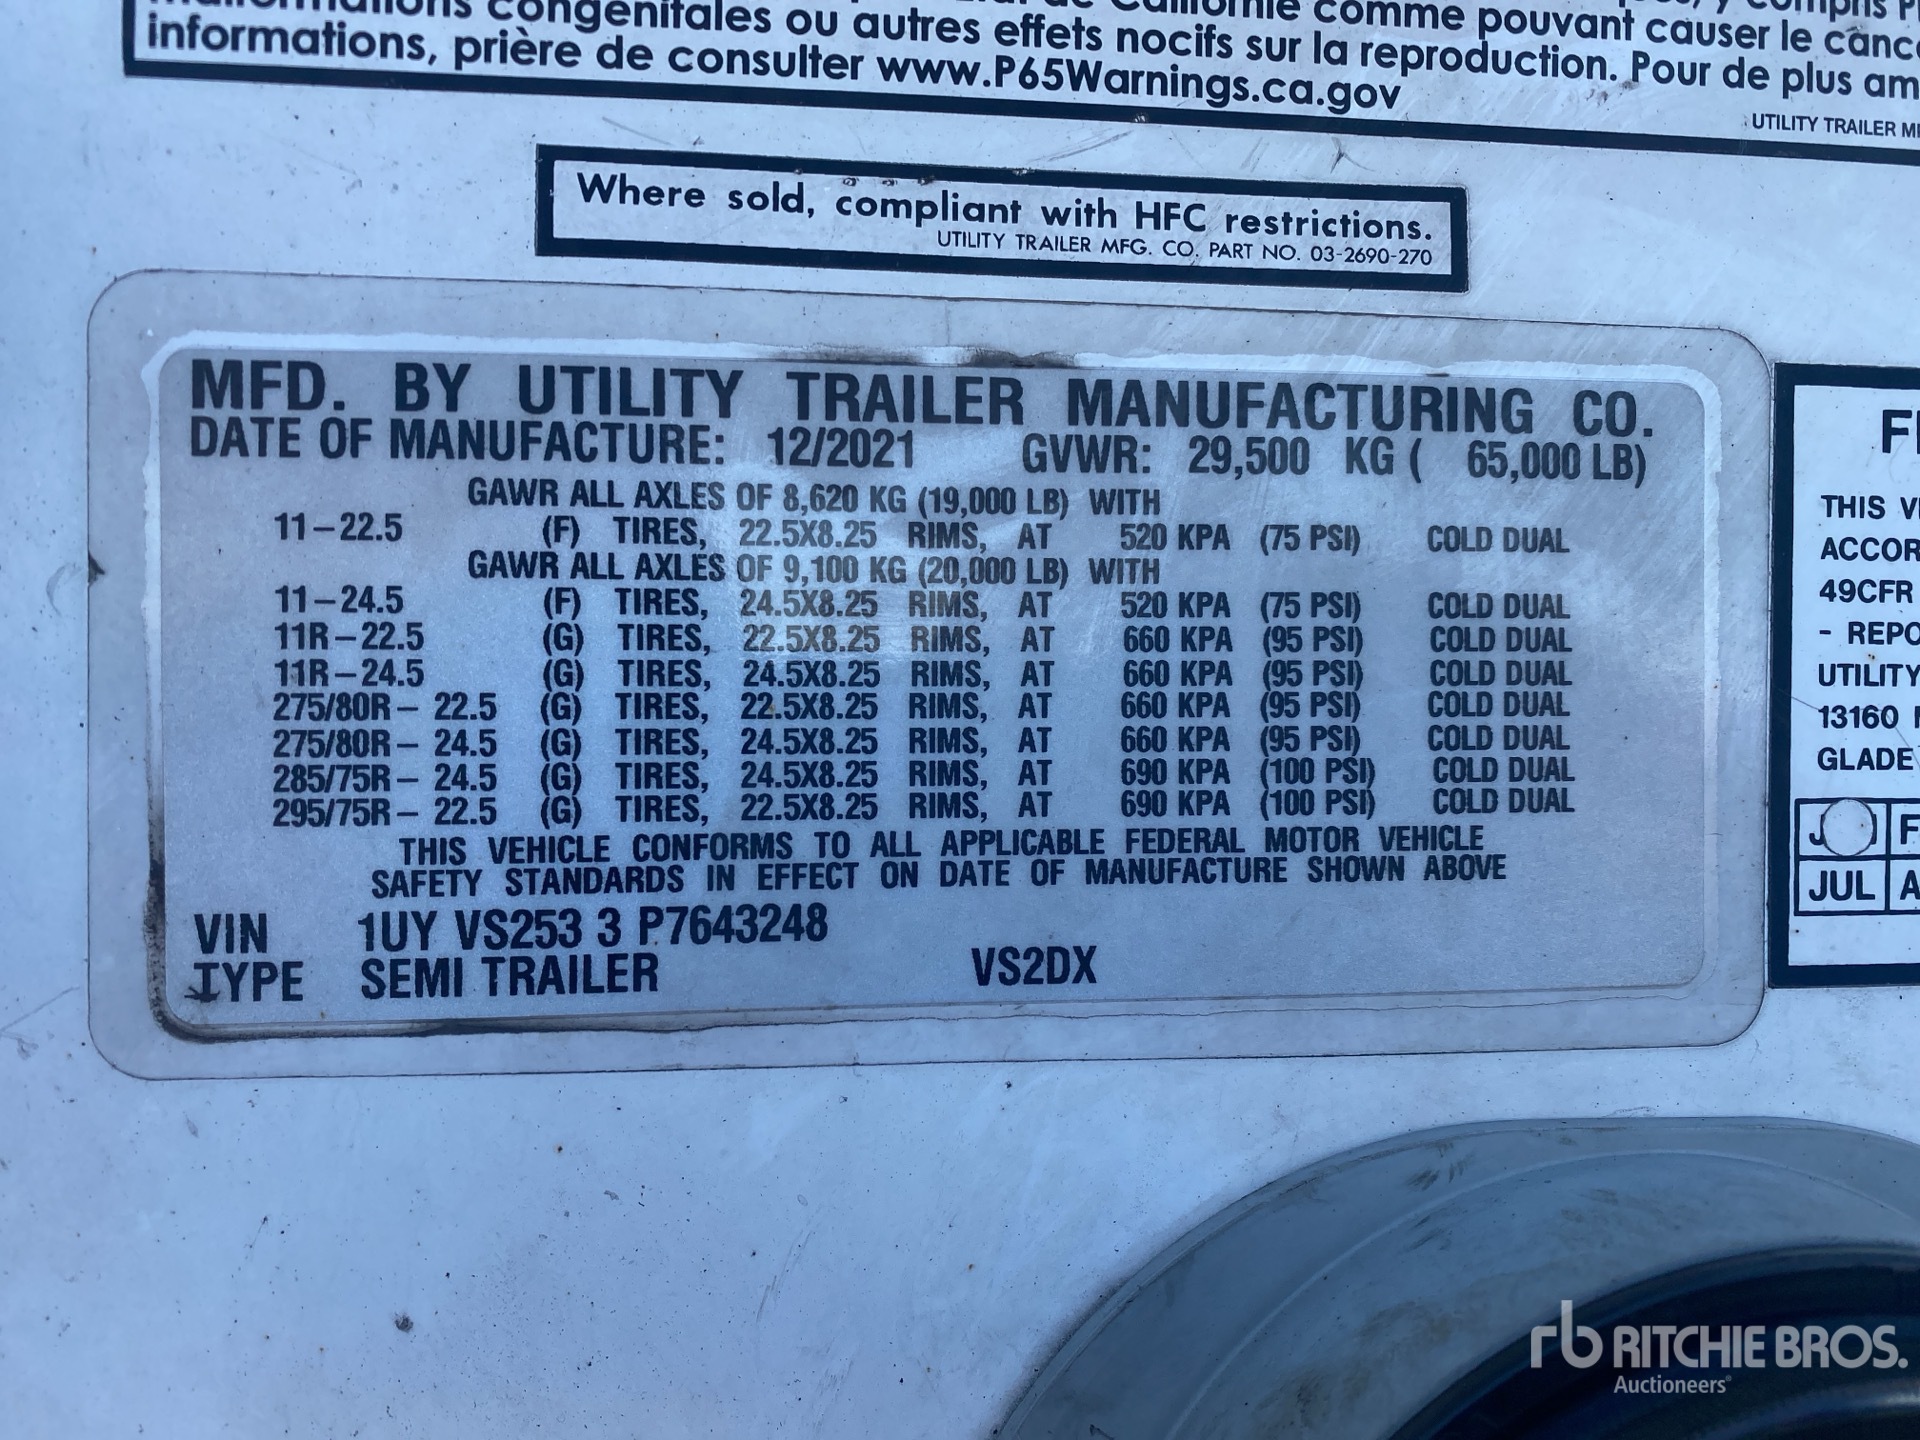 congénitales ou autres effets nocifs sur la reproduction. Pour de plus am
informations, prière de consulter www.P65Warnings.ca.gov
UTILITY TRAILER
Where sold, compliant with HFC restrictions.
UTILITY TRAILER MFG. CO. PART NO. 03-2690-270
MFD. BY UTILITY TRAILER MANUFACTURING CO.
DATE OF MANUFACTURE: 12/2021 GVWR: 29,500 KG ( 65,000 LB)
GAWR ALL AXLES OF 8,620 KG (19,000 LB) WITH
11-22.5 (F) TIRES, 22.5X8.25 RIMS, AT 520 KPA (75 PSI) COLD DUAL
GAWR ALL AXLES OF 9,100 KG (20,000 LB) WITH
11-24.5 (F) TIRES, 24.5X8.25 RIMS, AT 520 KPA (75 PSI) COLD DUAL
11R-22.5 (G) TIRES, 22.5X8.25 RIMS, AT 660 KPA (95 PSI) COLD DUAL
11R-24.5 (G) TIRES, 24.5X8.25 RIMS, AT 660 KPA (95 PSI) COLD DUAL
275/80R- 22.5 (G) TIRES, 22.5X8.25 RIMS, AT 660 KPA (95 PSI) COLD DUAL
275/80R- 24.5 (G) TIRES, 24.5X8.25 RIMS, AT 660 KPA (95 PSI) COLD DUAL
285/75R- 24.5 (G) TIRES, 24.5X8.25 RIMS, AT 690 KPA (100 PSI) COLD DUAL
295/75R- 22.5 (G) TIRES, 22.5X8.25 RIMS, AT 690 KPA (100 PSI) COLD DUAL
THIS VEHICLE CONFORMS TO ALL APPLICABLE FEDERAL MOTOR VEHICLE
SAFETY STANDARDS IN EFFECT ON DATE OF MANUFACTURE SHOWN ABOVE
VIN 1UY VS253 3 P7643248
TYPE SEMI TRAILER VS2DX
THIS
ACCOR
49CFR
- REPO
UTILITY
13160
GLADE
JUL
rb RITCHIE BROS.
Auctioneers